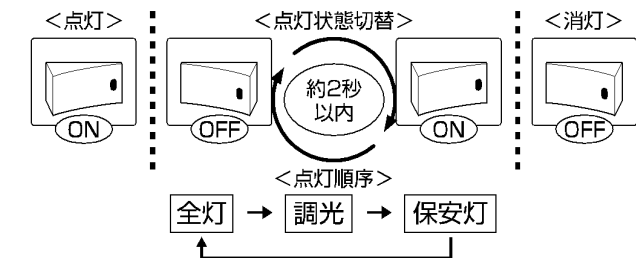 <点灯>
<点灯状態切替>
<消灯>
約2秒
以内
ON
OFF
ON
OFF
<点灯順序>
全灯 → 調光 → 保安灯